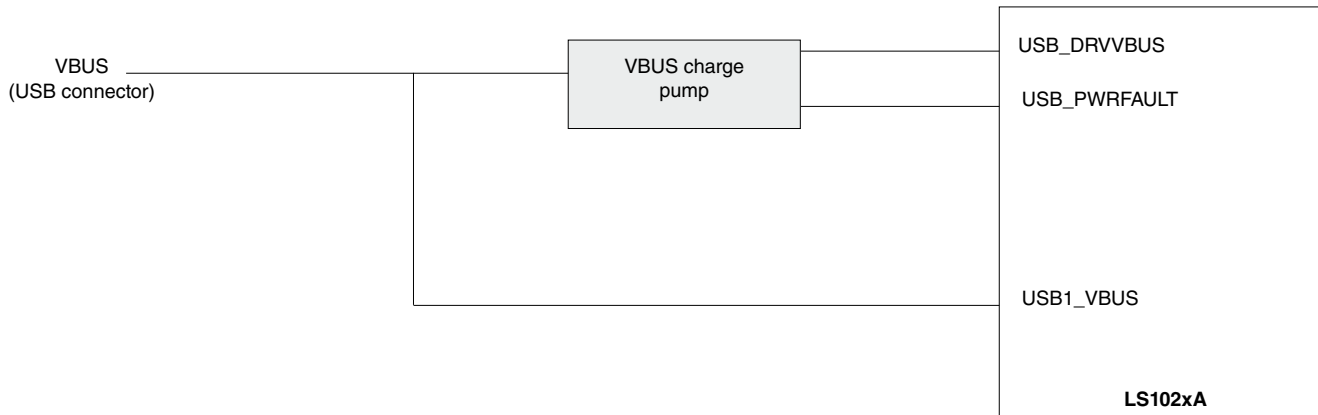 VBUS
(USB connector)
VBUS charge
pump
USB_DRVVBUS
USB_PWRFAULT
USB1_VBUS
LS102xA